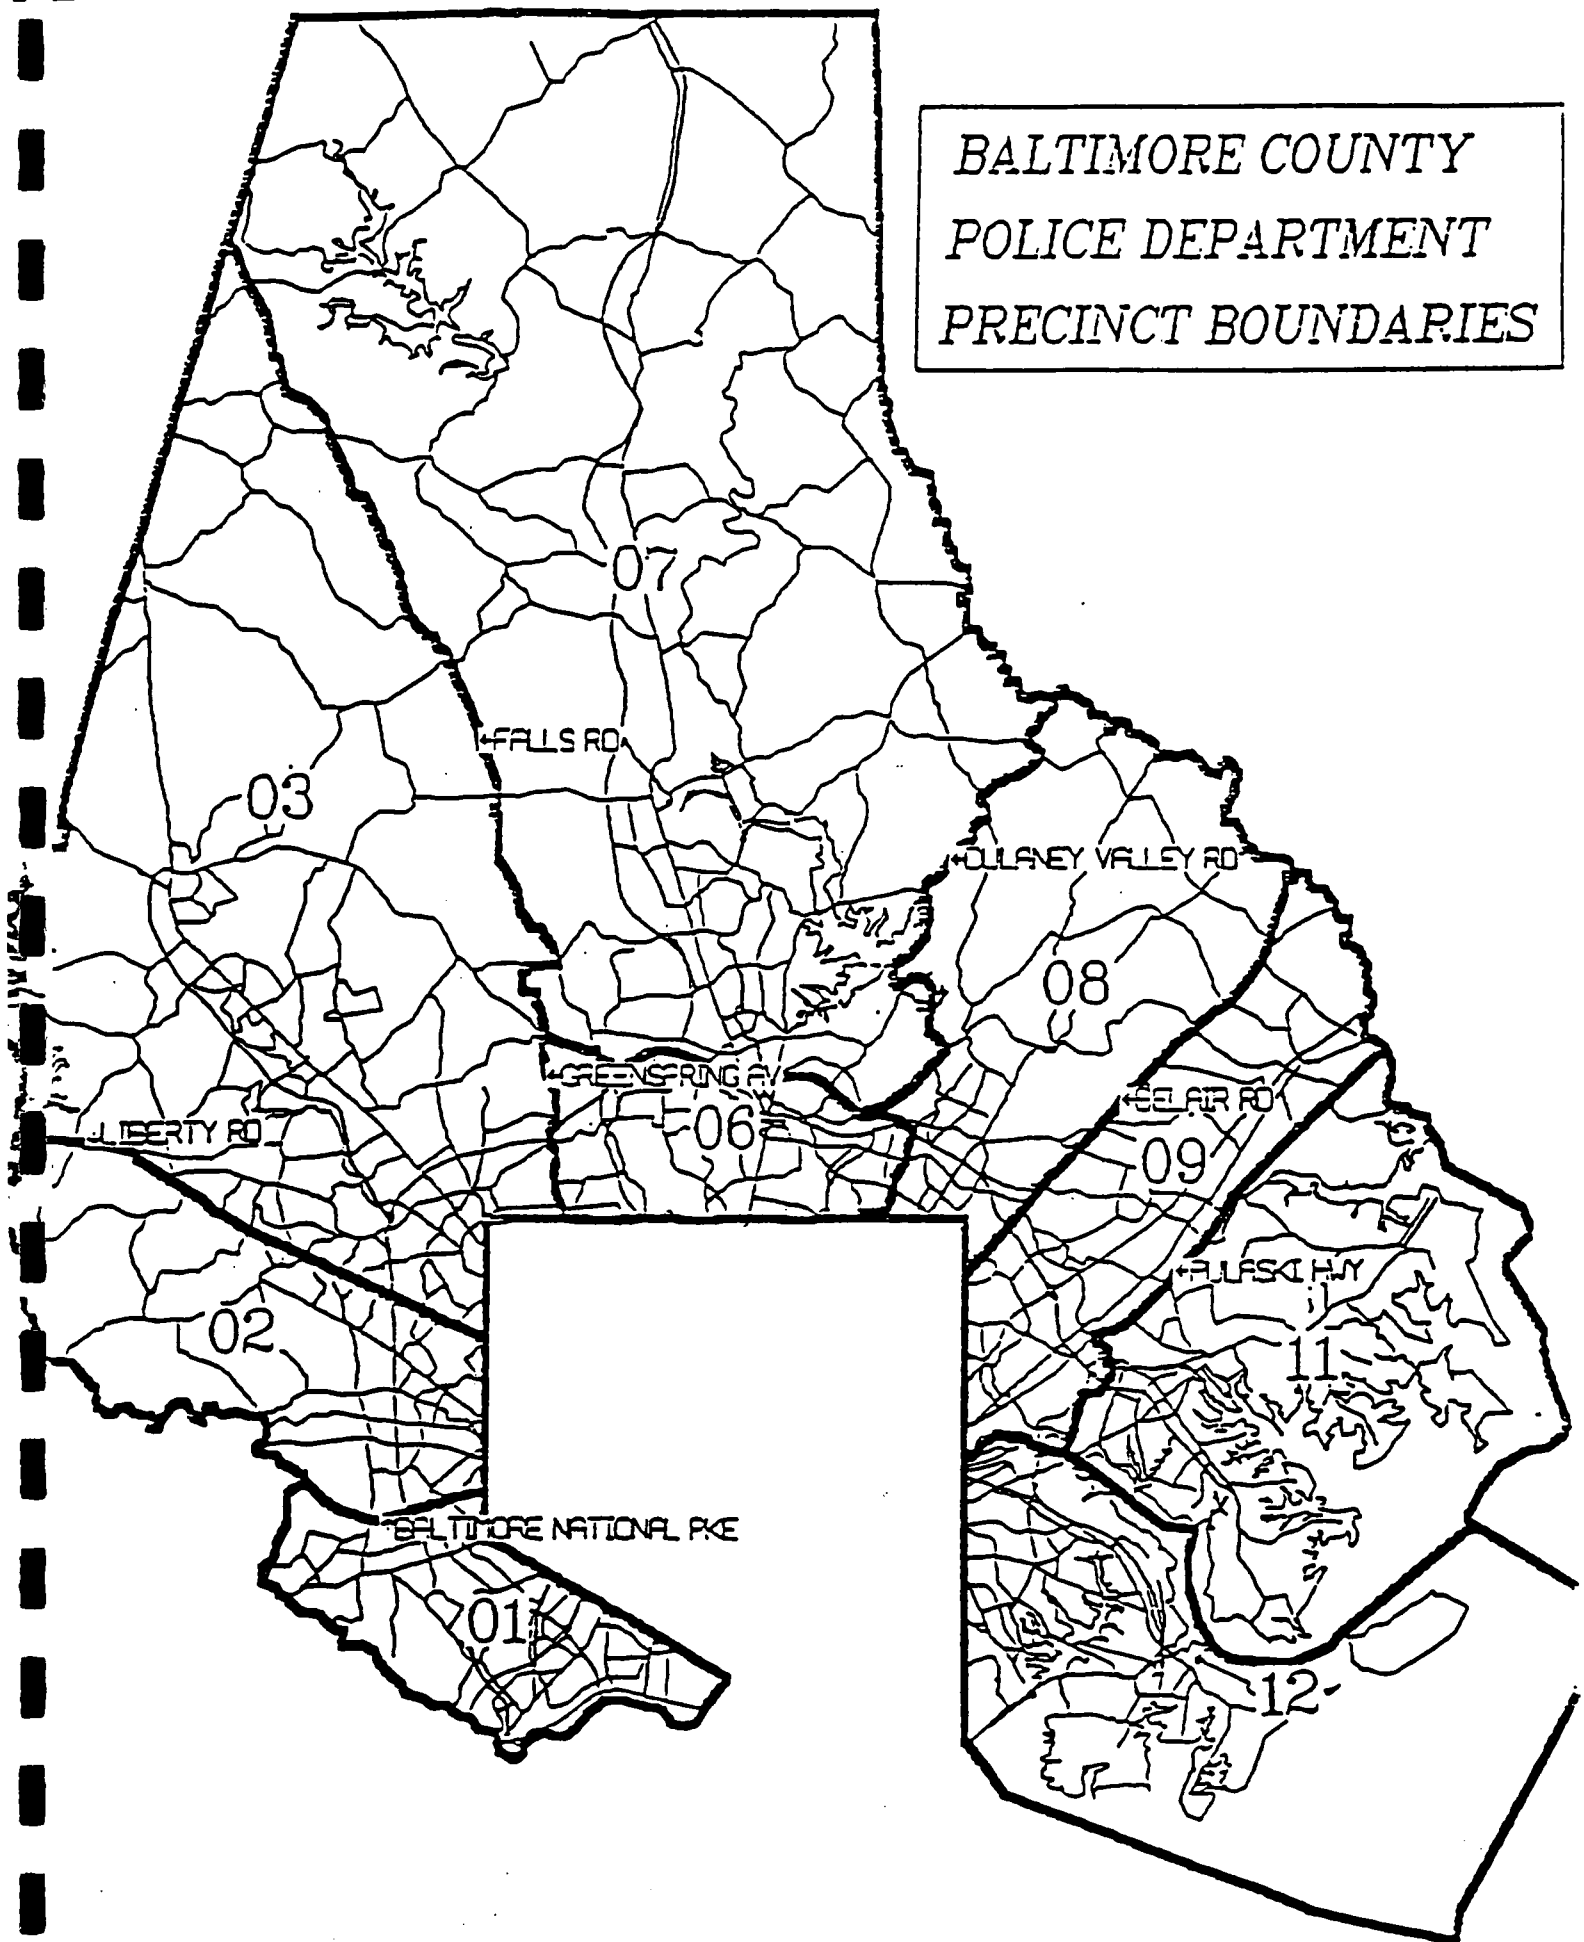 BALTIMORE COUNTY
POLICE DEPARTMENT
PRECINCT BOUNDARIES
07
FALLS RD
03
DULANEY VALLEY RD
08
GREENSPRING AV
BELAIR RD
LIBERTY RD
06
09
PULASKI HWY
02
11
BALTIMORE NATIONAL PKE
01
12